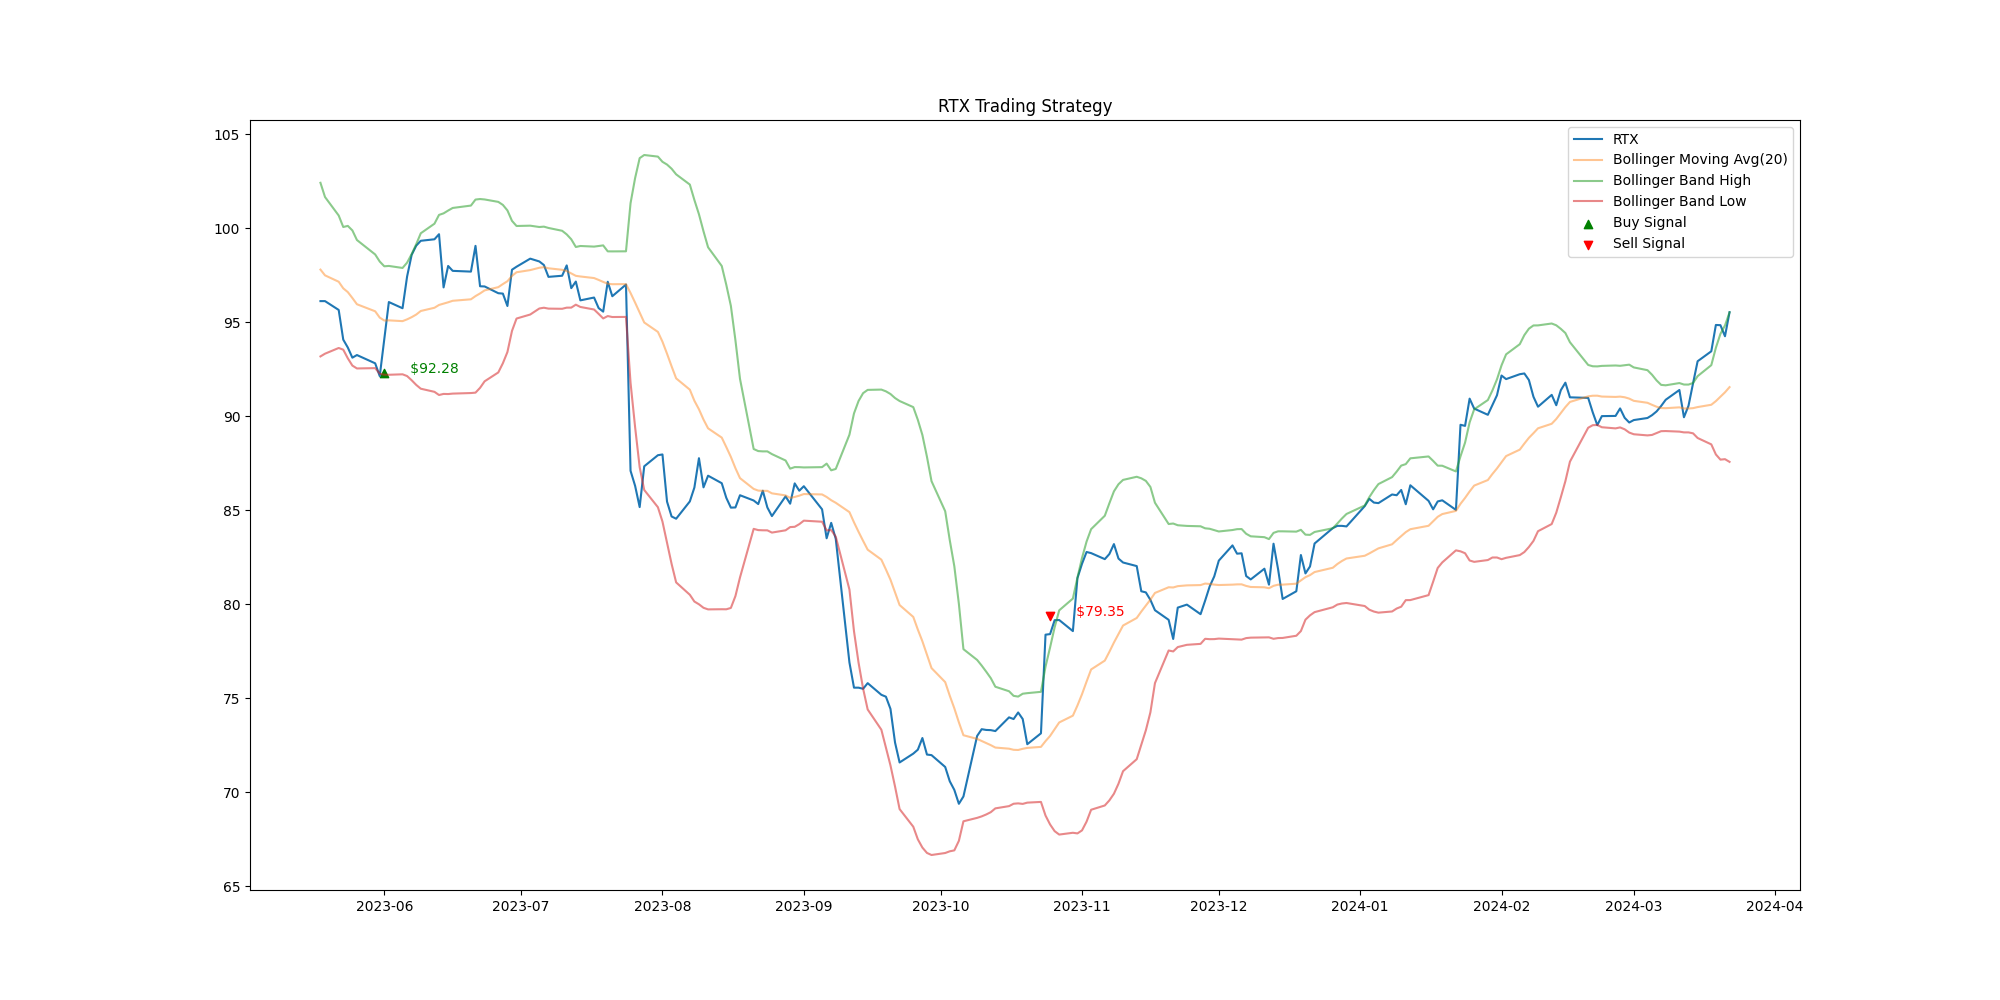 RTX Trading Strategy
105
100
95
90
85
80
75
70
65
RTX
Bollinger Moving Avg(20)
Bollinger Band High
Bollinger Band Low
Buy Signal
Sell Signal
$92.28
$79.35
2023-06 2023-07 2023-08 2023-09 2023-10 2023-11 2023-12 2024-01 2024-02 2024-03 2024-04